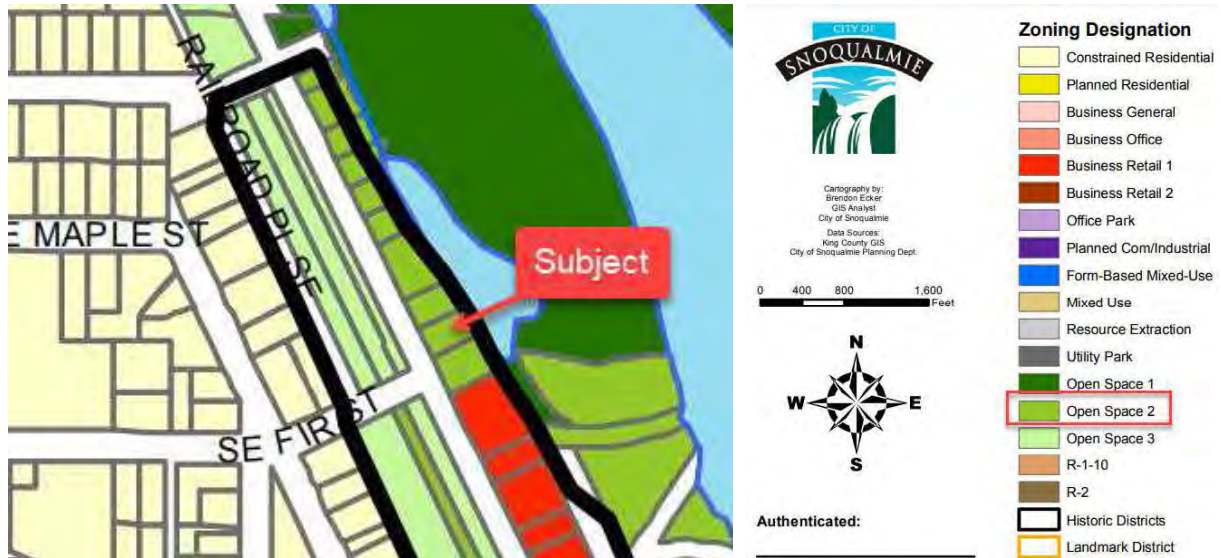 RAILROAD PL SE
E MAPLE ST
Subject
SE FIRST
CITY OF
SNOQUALMIE
Cartography by:
Brendon Ecker
GIS Analyst
City of Snoqualmie
Data Sources:
King County GIS
City of Snoqualmie Planning Dept.
0 400 800 1,600
Feet
N
W E
S
Authenticated:
Zoning Designation
Constrained Residential
Planned Residential
Business General
Business Office
Business Retail 1
Business Retail 2
Office Park
Planned Com/Industrial
Form-Based Mixed-Use
Mixed Use
Resource Extraction
Utility Park
Open Space 1
Open Space 2
Open Space 3
R-1-10
R-2
Historic Districts
Landmark District